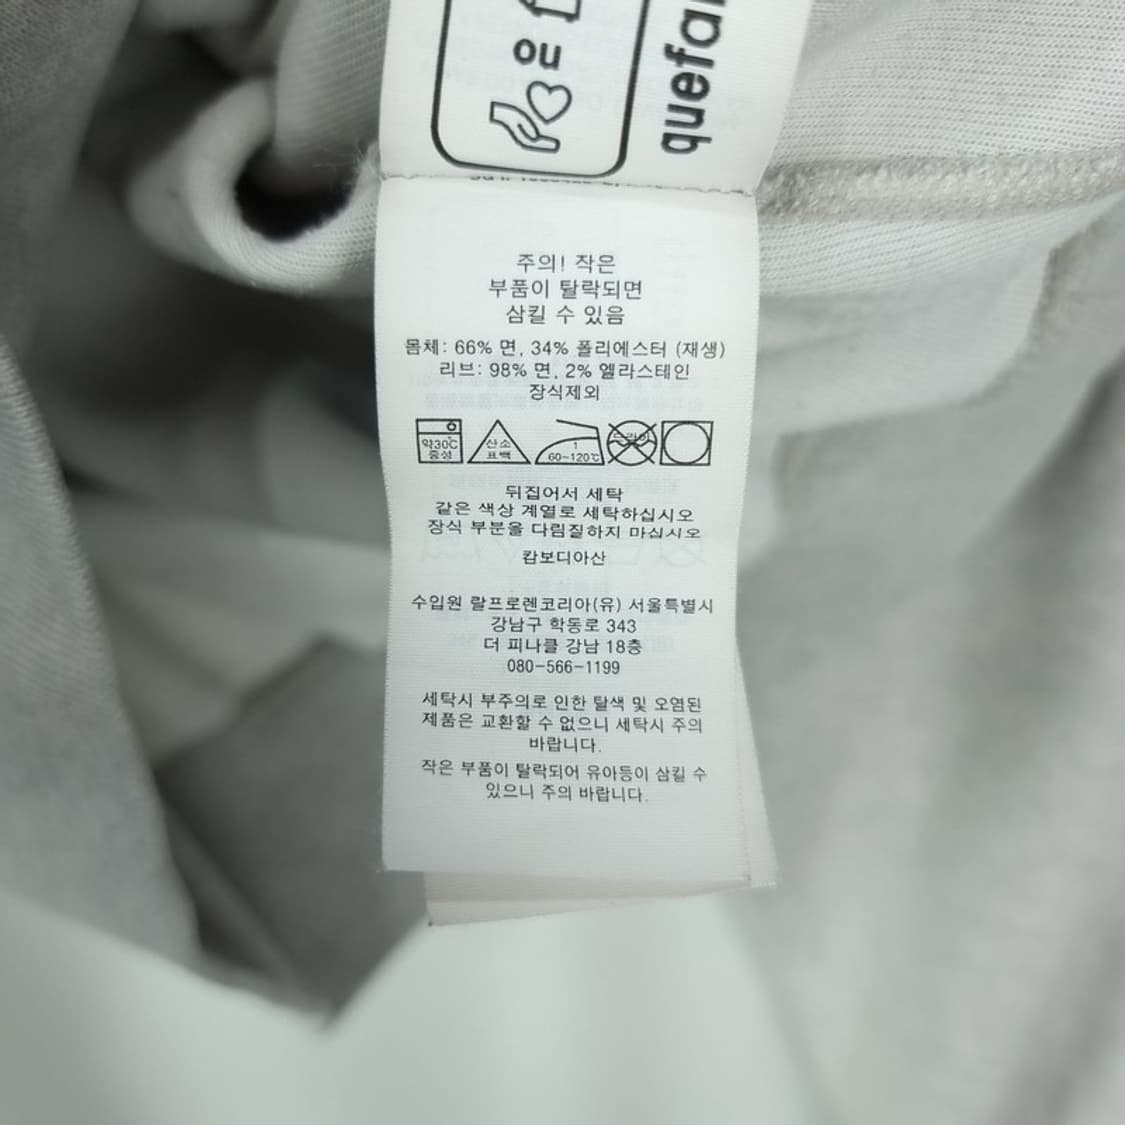 OU
quefai
주의! 작은
부품이 탈락되면
삼킬 수 있음
몸체: 66% 면, 34% 폴리에스터 (재생)
리브: 98% 면, 2% 엘라스테인
장식제외
약30℃ 중성
산소 표백
1 60~120℃
드라이
뒤집어서 세탁
같은 색상 계열로 세탁하십시오
장식 부분을 다림질하지 마십시오
캄보디아산
수입원 랄프로렌코리아(유) 서울특별시
강남구 학동로 343
더 피나클 강남 18층
080-566-1199
세탁시 부주의로 인한 탈색 및 오염된
제품은 교환할 수 없으니 세탁시 주의
바랍니다.
작은 부품이 탈락되어 유아등이 삼킬 수
있으니 주의 바랍니다.